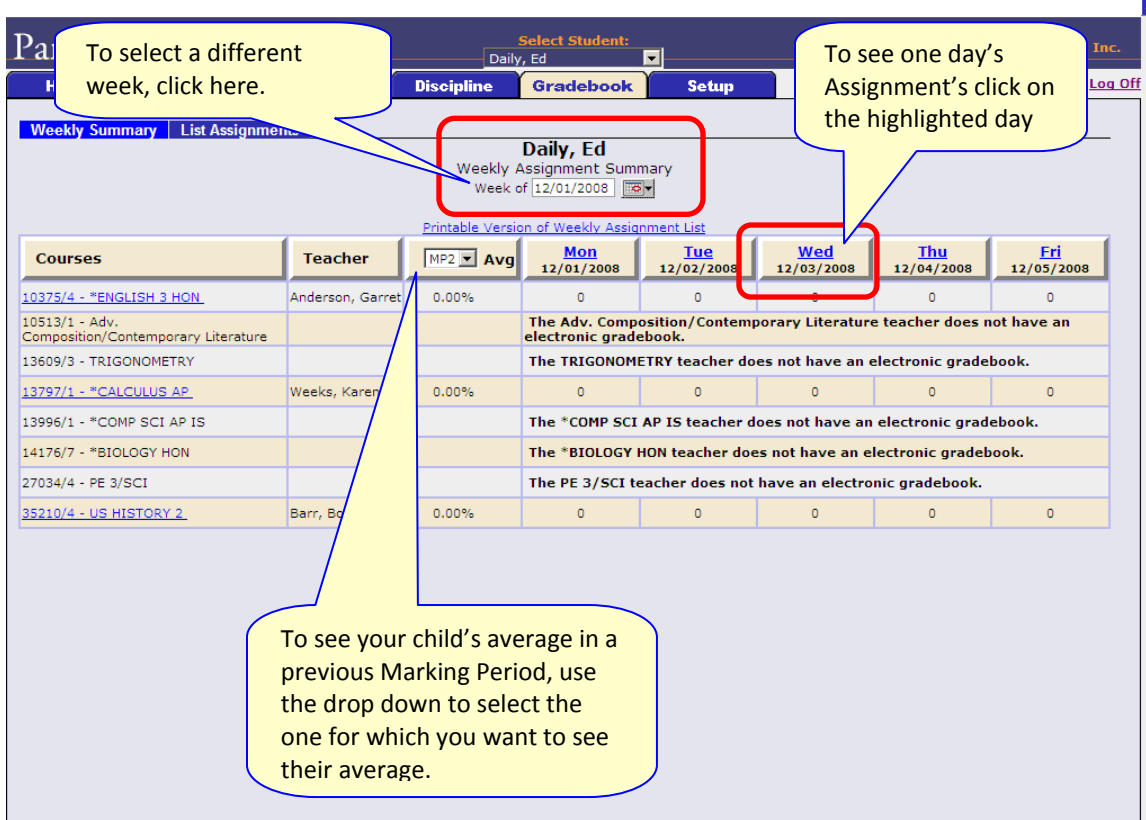 Select Student:
Daily, Ed
Inc.
Discipline Gradebook Setup
Log Off
To select a different
week, click here.
To see one day’s
Assignment’s click on
the highlighted day
Weekly Summary List
Daily, Ed
Weekly Assignment Summary
Week of 12/01/2008
Printable Version of Weekly Assignment List
Courses Teacher MP2 Avg Mon 12/01/2008 Tue 12/02/2008 Wed 12/03/2008 Thu 12/04/2008 Fri 12/05/2008
10375/4 - *ENGLISH 3 HON Anderson, Garret 0.00% 0 0 0 0 0
10513/1 - Adv.
Composition/Contemporary Literature
The Adv. Composition/Contemporary Literature teacher does not have an
electronic gradebook.
13609/3 - TRIGONOMETRY The TRIGONOMETRY teacher does not have an electronic gradebook.
13797/1 - *CALCULUS AP Weeks, Karen 0.00% 0 0 0 0 0
13996/1 - *COMP SCI AP IS The *COMP SCI AP IS teacher does not have an electronic gradebook.
14176/7 - *BIOLOGY HON The *BIOLOGY HON teacher does not have an electronic gradebook.
27034/4 - PE 3/SCI The PE 3/SCI teacher does not have an electronic gradebook.
35210/4 - US HISTORY 2 Barr, 0.00% 0 0 0 0 0
To see your child’s average in a
previous Marking Period, use
the drop down to select the
one for which you want to see
their average.